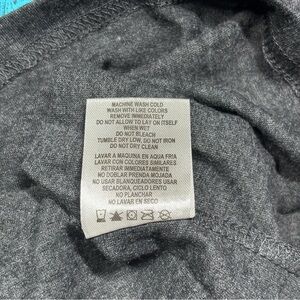 MACHINE WASH COLD
WASH WITH LIKE COLORS
REMOVE IMMEDIATELY
DO NOT ALLOW TO LAY ON ITSELF
WHEN WET
DO NOT BLEACH
TUMBLE DRY LOW, DO NOT IRON
DO NOT DRY CLEAN
LAVAR A MAQUINA EN AQUA FRIA
LAVAR CON COLORES SIMILARES
RETIRAR IMMEDIATAMENTE
NO DOBLAR PRENDA MOJADA
NO USAR BLANQUEADORES USAR
SECADORA, CICLO LENTO
NO PLANCHAR
NO LAVAR EN SECO